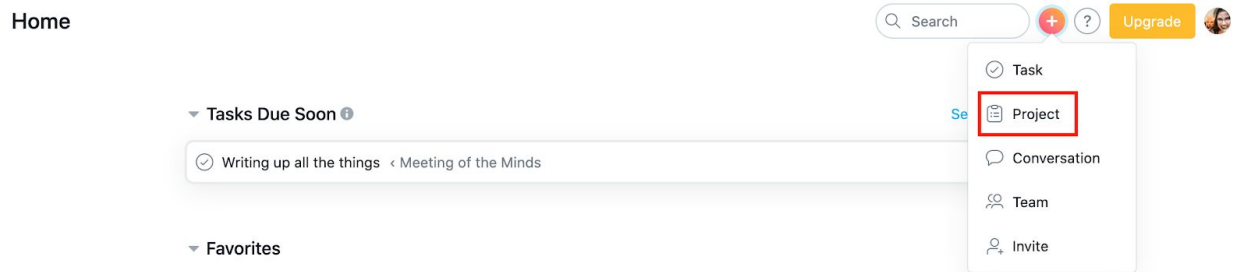 Home
Search
+
?
Upgrade
Task
Tasks Due Soon
Se
Project
Writing up all the things < Meeting of the Minds
Conversation
Team
Favorites
Invite